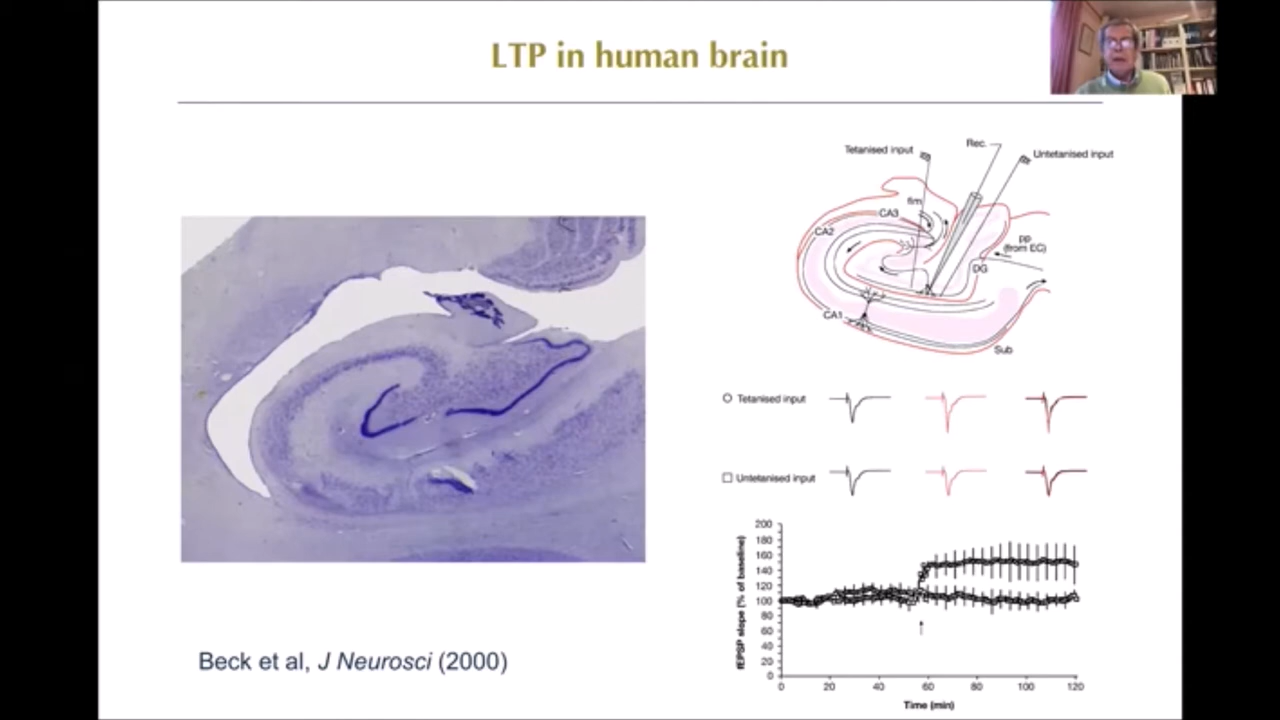 LTP in human brain
Tetanised input
Rec.
Untetanised input
fim
CA3
CA2
pp
(from EC)
DG
CA1
Sub
Tetanised input
Untetanised input
fEPSP slope (% of baseline)
200
180
160
140
120
100
80
60
40
20
0
0 20 40 60 80 100 120
Time (min)
Beck et al, J Neurosci (2000)